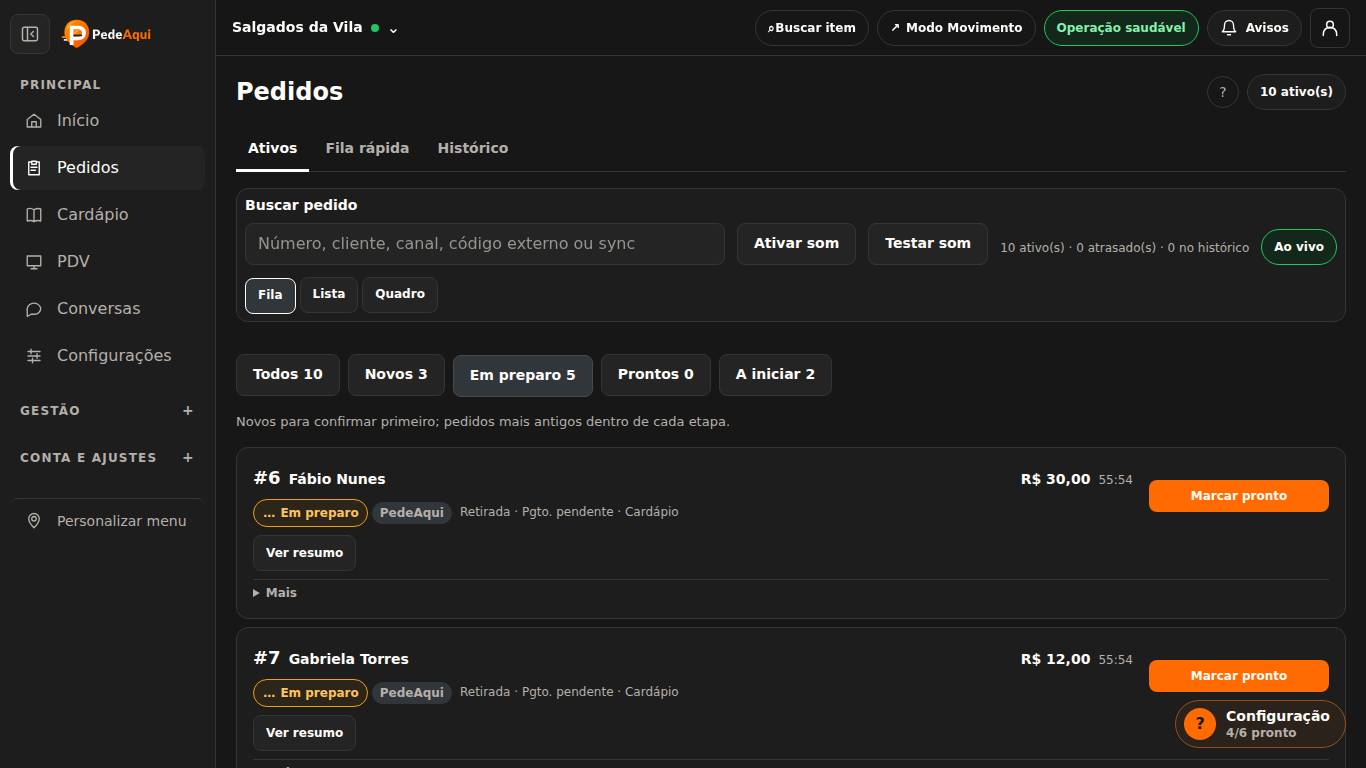 PedeAqui
PRINCIPAL
Início
Pedidos
Cardápio
PDV
Conversas
Configurações
GESTÃO +
CONTA E AJUSTES +
Personalizar menu
Salgados da Vila
Buscar item
↗ Modo Movimento
Operação saudável
Avisos
Pedidos
?
10 ativo(s)
Ativos Fila rápida Histórico
Buscar pedido
Número, cliente, canal, código externo ou sync
Ativar som
Testar som
10 ativo(s) · 0 atrasado(s) · 0 no histórico
Ao vivo
Fila Lista Quadro
Todos 10 Novos 3 Em preparo 5 Prontos 0 A iniciar 2
Novos para confirmar primeiro; pedidos mais antigos dentro de cada etapa.
#6 Fábio Nunes
R$ 30,00 55:54
Marcar pronto
... Em preparo PedeAqui Retirada · Pgto. pendente · Cardápio
Ver resumo
Mais
#7 Gabriela Torres
R$ 12,00 55:54
Marcar pronto
... Em preparo PedeAqui Retirada · Pgto. pendente · Cardápio
Ver resumo
? Configuração
4/6 pronto